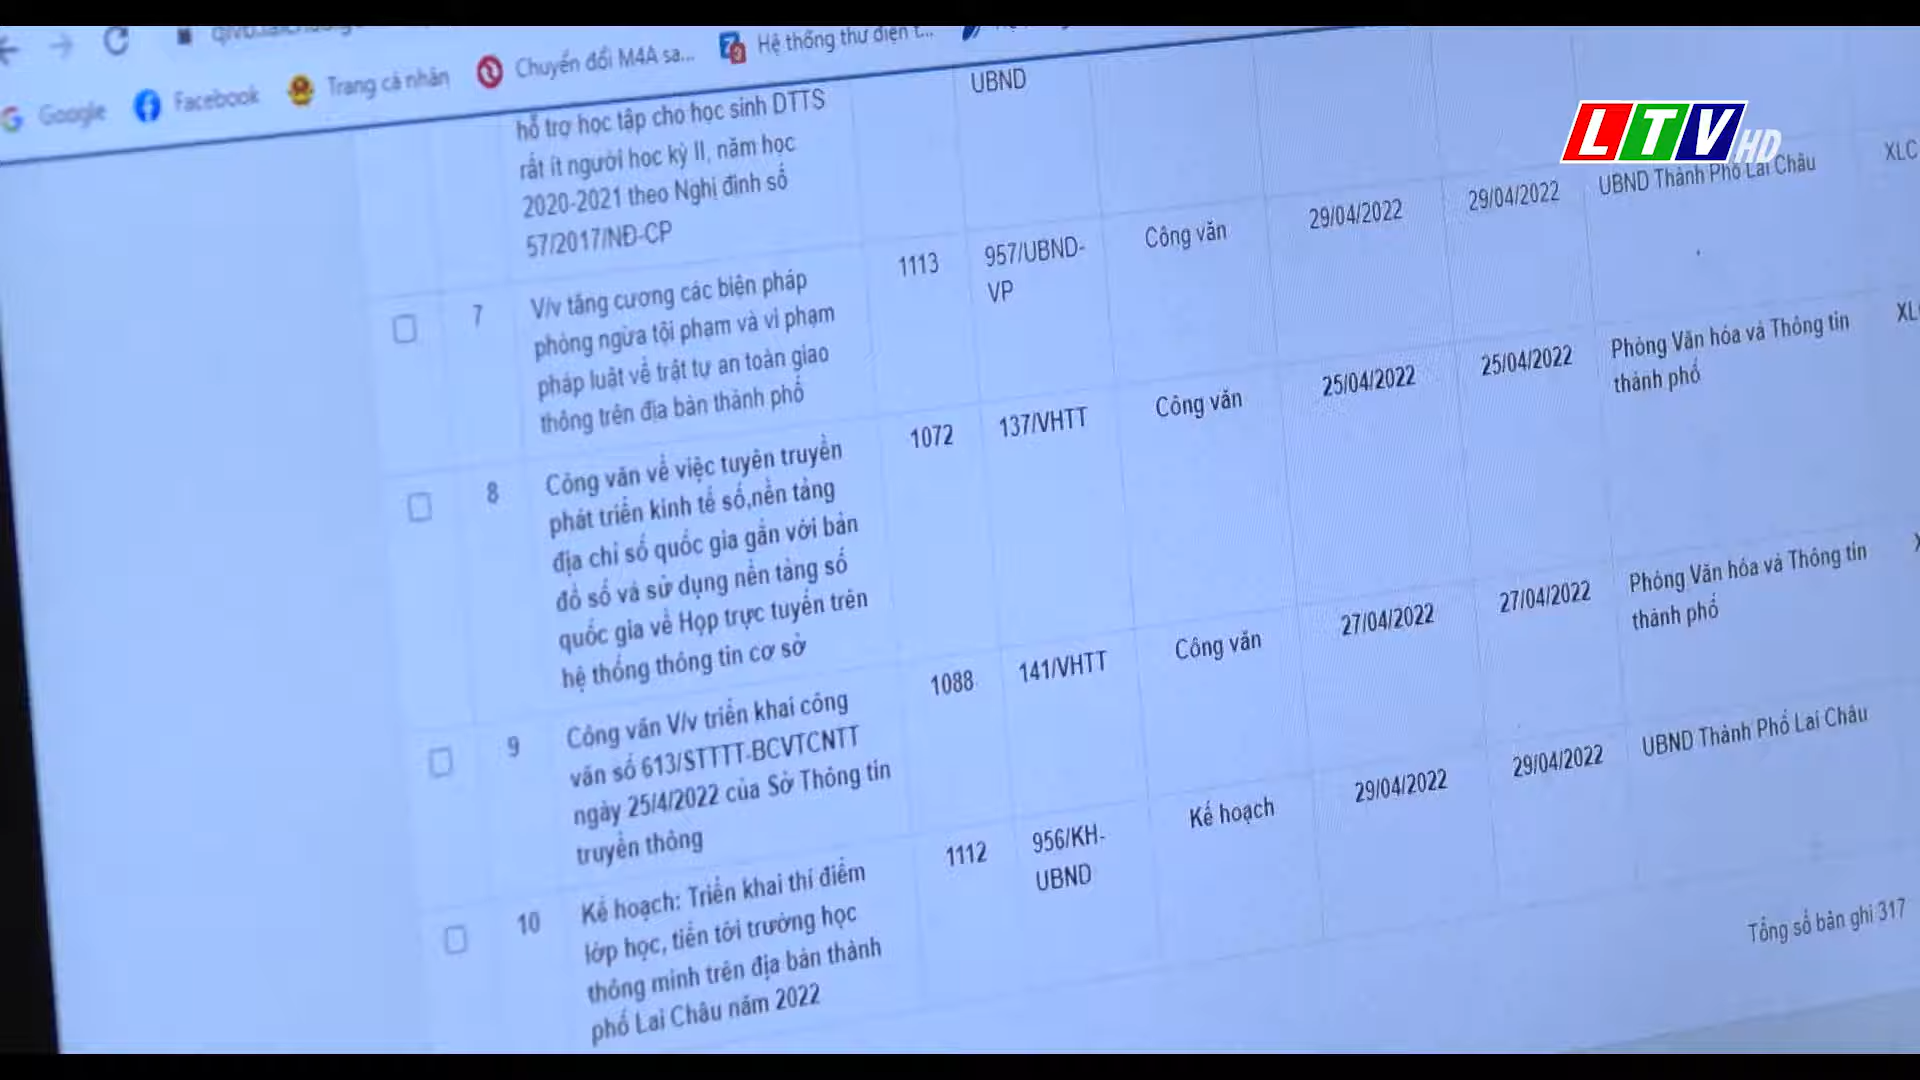 Google
Facebook
Trang cá nhân
Chuyển đổi M4A sa...
Hệ thống thư điện t...
LTV HD
UBND
hỗ trợ học tập cho học sinh DTTS
rất ít người học kỳ II, năm học
2020-2021 theo Nghị định số
57/2017/NĐ-CP
7
V/v tăng cương các biện pháp
phòng ngừa tội phạm và vi phạm
pháp luật về trật tự an toàn giao
thông trên địa bàn thành phố
1113
957/UBND-
VP
Công văn
29/04/2022
29/04/2022
UBND Thành Phố Lai Châu
XLC
8
Công văn về việc tuyên truyền
phát triển kinh tế số,nền tảng
địa chỉ số quốc gia gắn với bản
đồ số và sử dụng nền tảng số
quốc gia về Họp trực tuyến trên
hệ thống thông tin cơ sở
1072
137/VHTT
Công văn
25/04/2022
25/04/2022
Phòng Văn hóa và Thông tin
thành phố
XL
9
Công văn V/v triển khai công
văn số 613/STTTT-BCVTCNTT
ngày 25/4/2022 của Sở Thông tin
truyền thông
1088
141/VHTT
Công văn
27/04/2022
27/04/2022
Phòng Văn hóa và Thông tin
thành phố
X
10
Kế hoạch: Triển khai thí điểm
lớp học, tiến tới trường học
thông minh trên địa bàn thành
phố Lai Châu năm 2022
1112
956/KH-
UBND
Kế hoạch
29/04/2022
29/04/2022
UBND Thành Phố Lai Châu
Tổng số bản ghi 317